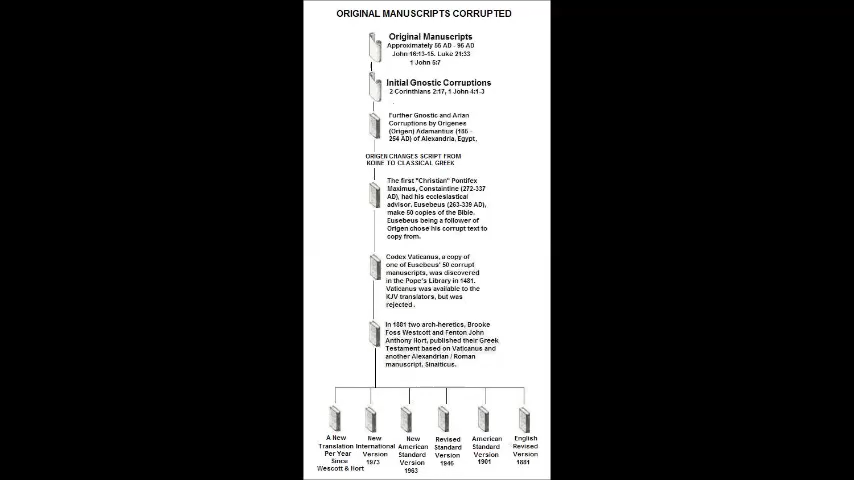 ORIGINAL MANUSCRIPTS CORRUPTED
Original Manuscripts
Approximately 55 AD - 95 AD
John 16:13-15. Luke 21:33
1 John 5:7
Initial Gnostic Corruptions
2 Corinthians 2:17, 1 John 4:1-3
Further Gnostic and Arian
Corruptions by Origenes
(Origen) Adamantius (185 -
254 AD) of Alexandria, Egypt.
ORIGEN CHANGES SCRIPT FROM
KOINE TO CLASSICAL GREEK
The first "Christian" Pontifex
Maximus, Constaintine (272-337
AD), had his ecclesiastical
advisor. Eusebeus (263-339 AD),
make 50 copies of the Bible.
Eusebeus being a follower of
Origen chose his corrupt text to
copy from.
Codex Vaticanus, a copy of
one of Eusebeus' 50 corrupt
manuscripts, was discovered
in the Pope's Library in 1481.
Vaticanus was available to the
KJV translators, but was
rejected.
In 1881 two arch-heretics, Brooke
Foss Westcott and Fenton John
Anthony Hort, published their Greek
Testament based on Vaticanus and
another Alexandrian / Roman
manuscript, Sinaiticus.
A New
Translation
Per Year
Since
Wescott & Hort
New
International
Version
1973
New
American
Standard
Version
1963
Revised
Standard
Version
1946
American
Standard
Version
1901
English
Revised
Version
1881